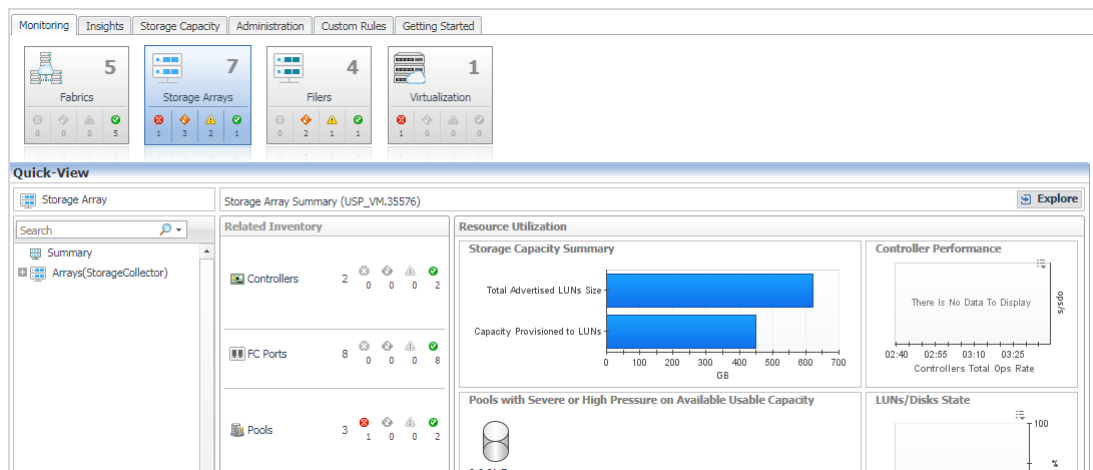 Monitoring Insights Storage Capacity Administration Custom Rules Getting Started
5 7 4 1
Fabrics Storage Arrays Filers Virtualization
0 0 0 5 1 3 2 1 0 2 1 1 1 0 0 0
Quick-View
Storage Array
Storage Array Summary (USP_VM.35576)
Explore
Search
Summary
Arrays(StorageCollector)
Related Inventory
Controllers 2 0 0 0 2
FC Ports 8 0 0 0 8
Pools 3 1 0 0 2
Resource Utilization
Storage Capacity Summary
Total Advertised LUNs Size
Capacity Provisioned to LUNs
0 100 200 300 400 500 600 700
GB
Controller Performance
There Is No Data To Display
ops/s
02:40 02:55 03:10 03:25
Controllers Total Ops Rate
Pools with Severe or High Pressure on Available Usable Capacity
LUNs/Disks State
100
%